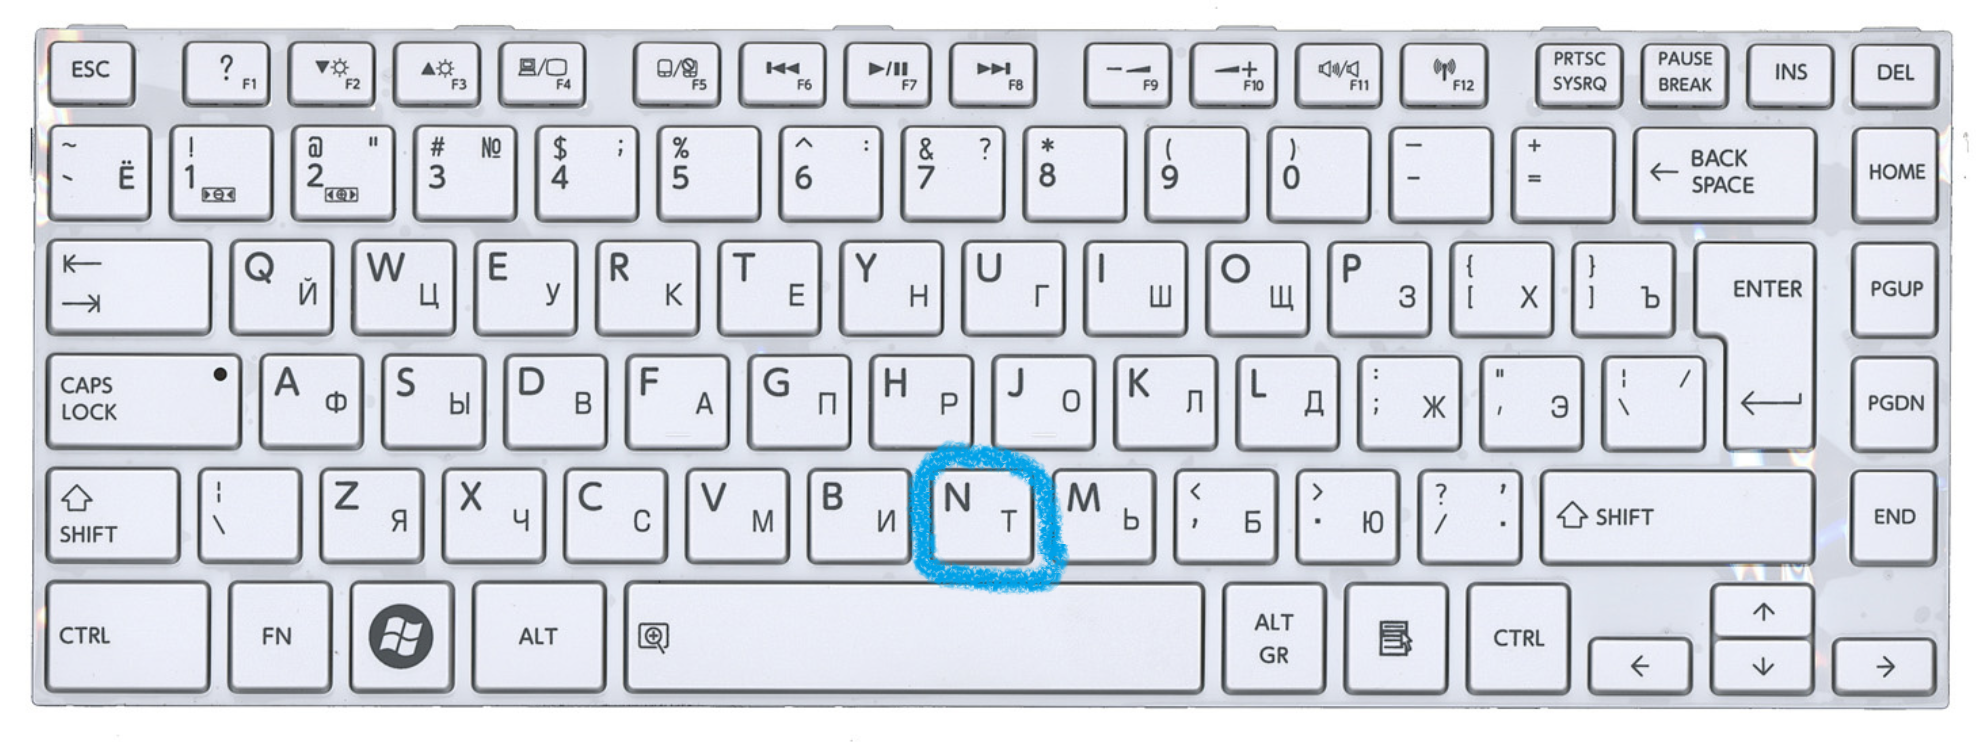 ESC ? F1 F2 F3 F4 F5 F6 F7 F8 F9 F10 F11 F12 PRTSC SYSRQ PAUSE BREAK INS DEL
~ ` Ё ! 1 @ " 2 # № 3 $ ; 4 % 5 ^ : 6 & ? 7 * 8 ( 9 ) 0 — - + = ← BACK SPACE HOME
Q Й W Ц E У R К T Е Y Н U Г I Ш O Щ P З { [ Х } ] Ъ ENTER PGUP
CAPS LOCK A Ф S Ы D В F А G П H Р J О K Л L Д : ; Ж " ' Э ¦ / \ PGDN
SHIFT ¦ \ Z Я X Ч C С V М B И N Т M Ь < , Б > . Ю ? , / . SHIFT END
CTRL FN ALT ALT GR CTRL ← ↑ ↓ →